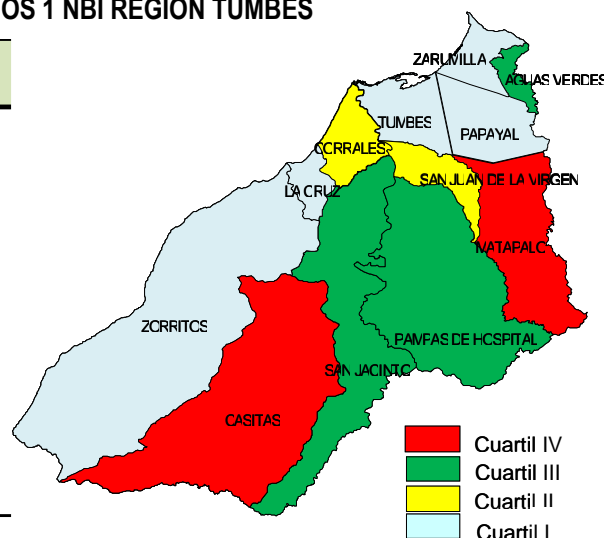 OS 1 NBI REGION TUMBES
ZARUMILLA
AGUAS VERDES
TUMBES
PAPAYAL
CORRALES
SAN JUAN DE LA VIRGEN
LA CRUZ
MATAPALO
ZORRITOS
PAMPAS DE HOSPITAL
SAN JACINTO
CASITAS
Cuartil IV
Cuartil III
Cuartil II
Cuartil I